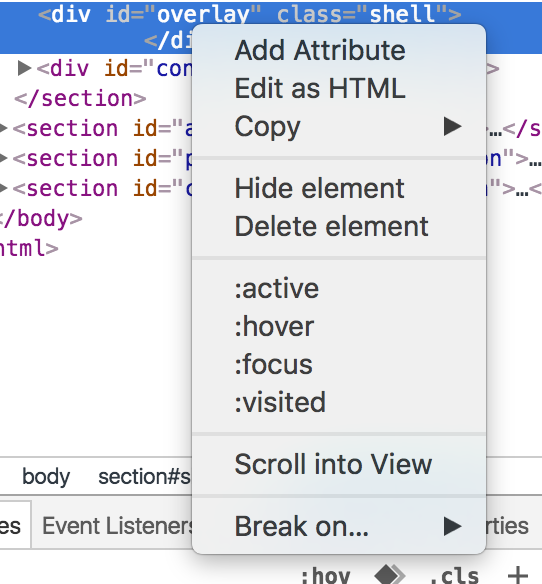 <div id="overlay" class="shell">
</di
Add Attribute
<div id="con
>
Edit as HTML
</section>
Copy
<section id="a
…</s
<section id="p
on">…
<section id="c
n">…<
Hide element
/body>
Delete element
html>
:active
:hover
:focus
:visited
Scroll into View
body section#s
es Event Listeners
Break on...
rties
:hov .cls +